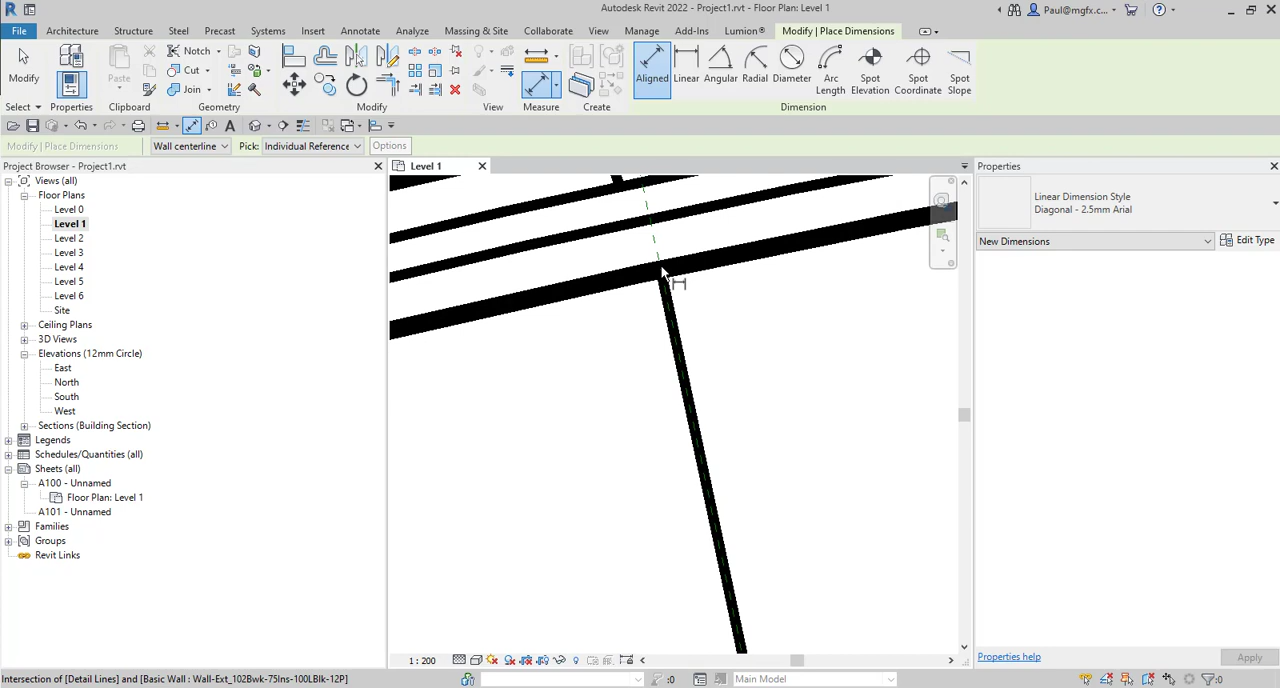 Autodesk Revit 2022 - Project1.rvt - Floor Plan: Level 1
Paul@mgfx.c...
File Architecture Structure Steel Precast Systems Insert Annotate Analyze Massing & Site Collaborate View Manage Add-Ins Lumion® Modify | Place Dimensions
Modify Paste Notch Cut Join Aligned Linear Angular Radial Diameter Arc Length Spot Elevation Spot Coordinate Spot Slope
Select Properties Clipboard Geometry Modify View Measure Create Dimension
Modify | Place Dimensions Wall centerline Pick: Individual Reference Options
Project Browser - Project1.rvt
Level 1
Properties
Views (all)
Floor Plans
Level 0
Level 1
Level 2
Level 3
Level 4
Level 5
Level 6
Site
Ceiling Plans
3D Views
Elevations (12mm Circle)
East
North
South
West
Sections (Building Section)
Legends
Schedules/Quantities (all)
Sheets (all)
A100 - Unnamed
Floor Plan: Level 1
A101 - Unnamed
Families
Groups
Revit Links
Linear Dimension Style
Diagonal - 2.5mm Arial
New Dimensions Edit Type
1 : 200
Properties help Apply
Intersection of [Detail Lines] and [Basic Wall : Wall-Ext_102Bwk-75Ins-100LBlk-12P] :0 Main Model :0